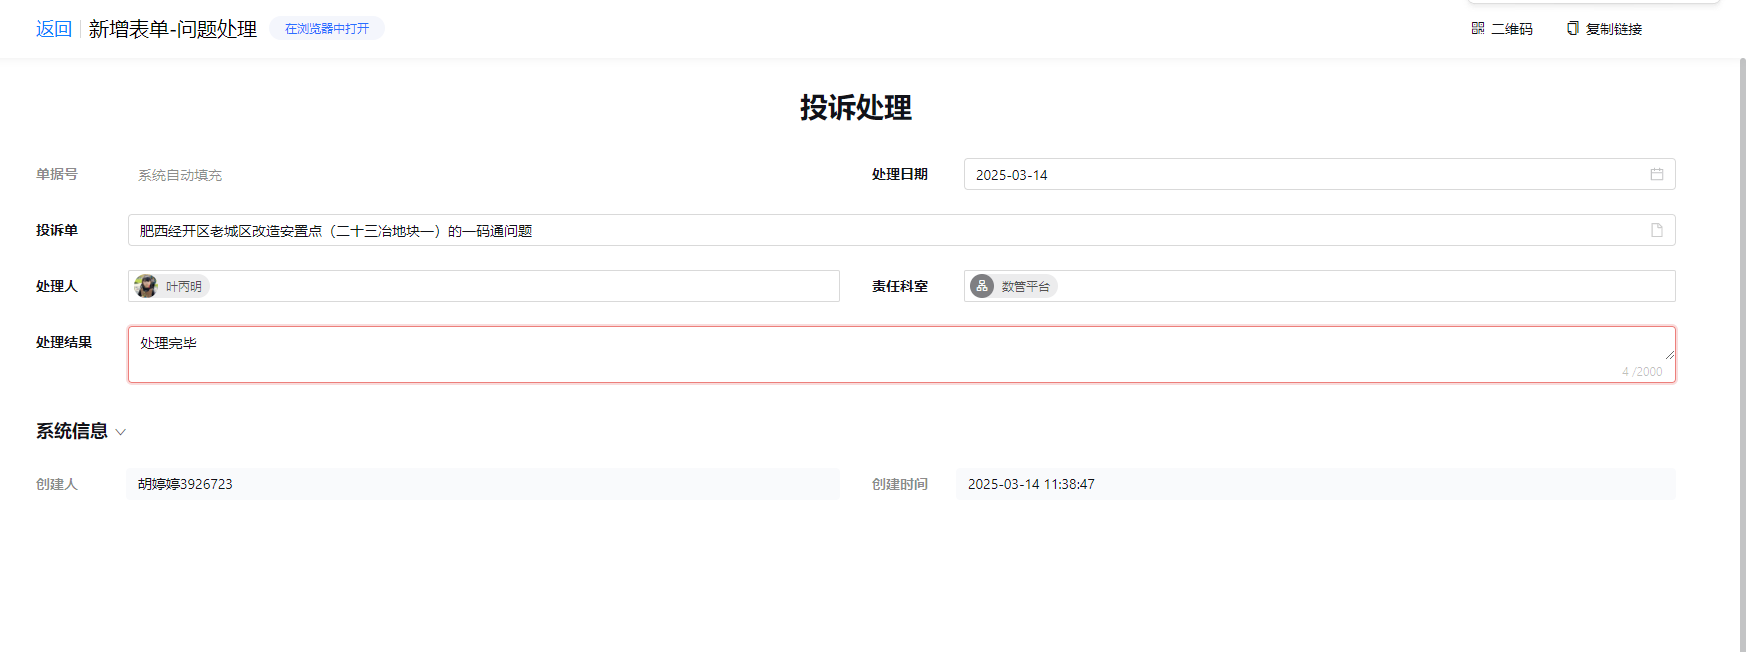 返回 新增表单-问题处理 在浏览器中打开 二维码 复制链接
投诉处理
单据号 系统自动填充 处理日期 2025-03-14
投诉单 肥西经开区老城区改造安置点（二十三冶地块一）的一码通问题
处理人 叶丙明 责任科室 数管平台
处理结果 处理完毕
4 /2000
系统信息
创建人 胡婷婷3926723 创建时间 2025-03-14 11:38:47